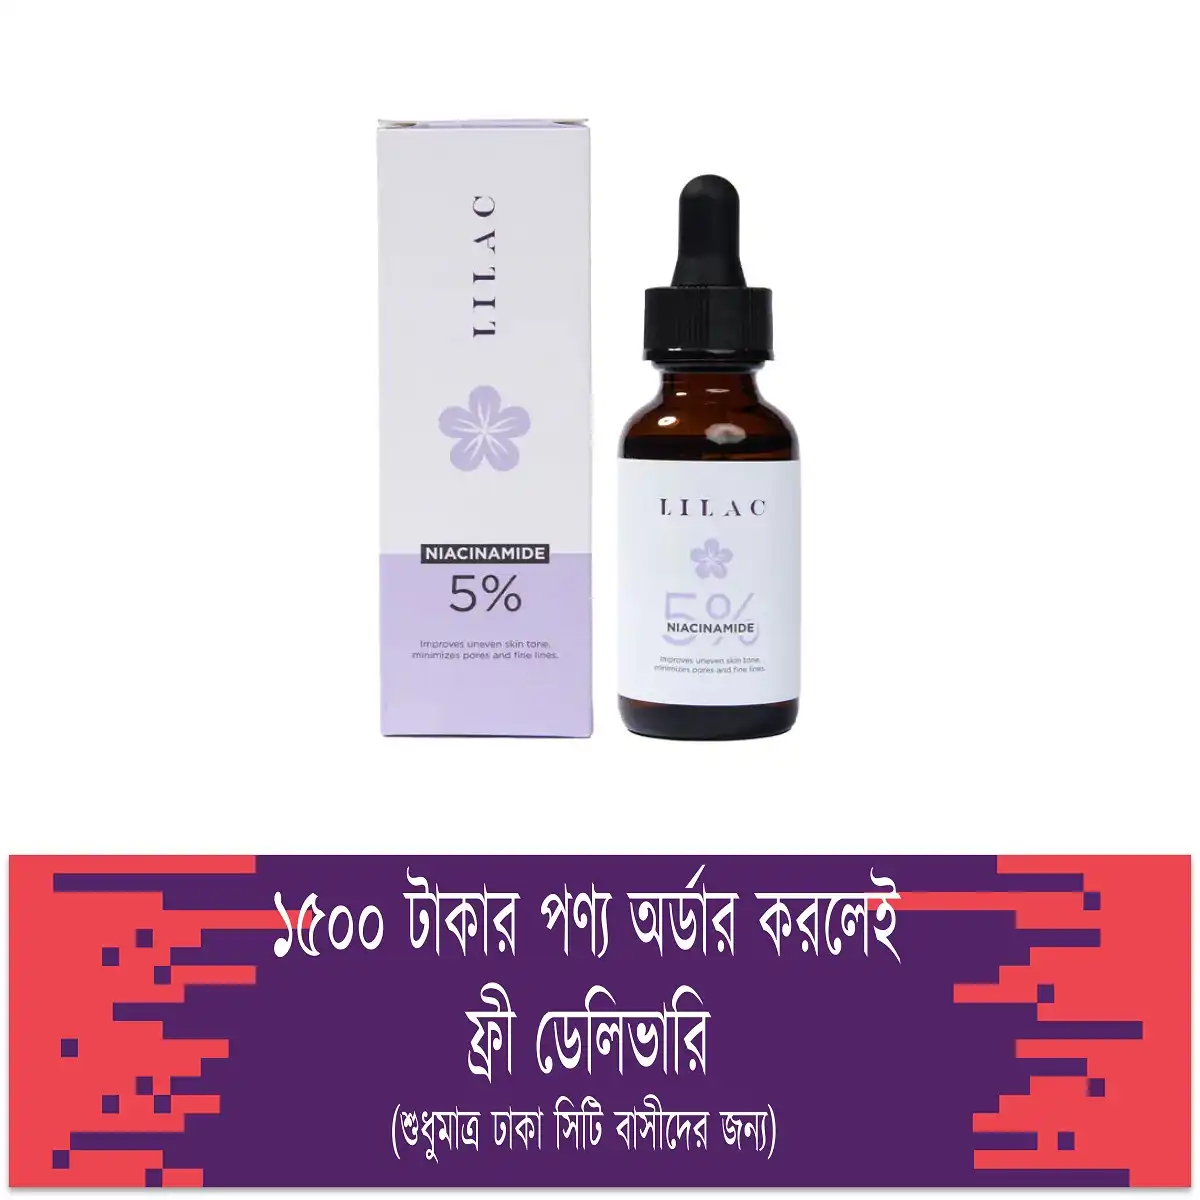 LILAC
NIACINAMIDE
5%
Improves uneven skin tone,
minimizes pores and fine lines.
LILAC
5%
NIACINAMIDE
Improves uneven skin tone,
minimizes pores and fine lines.
১৫০০ টাকার পণ্য অর্ডার করলেই
ফ্রী ডেলিভারি
(শুধুমাত্র ঢাকা সিটি বাসীদের জন্য)